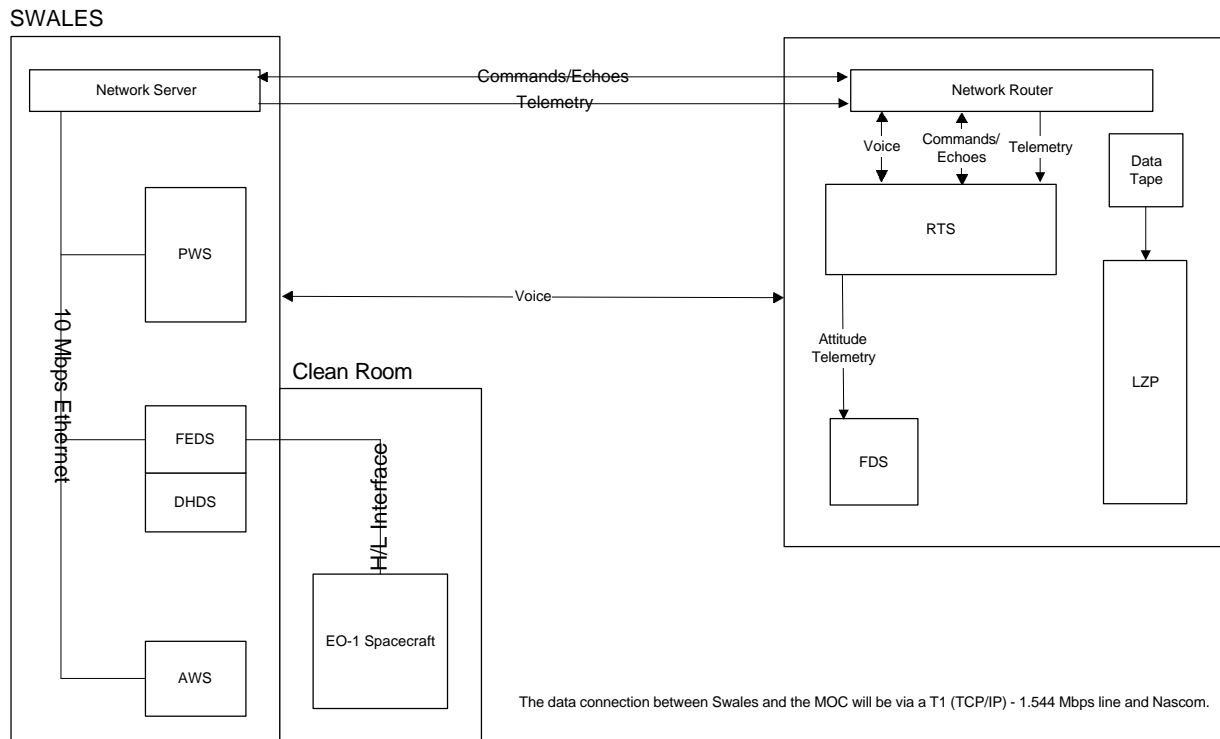 SWALES
Network Server
Commands/Echoes
Telemetry
Network Router
Voice
Commands/
Echoes
Telemetry
Data
Tape
PWS
RTS
Voice
10 Mbps Ethernet
Attitude
Telemetry
Clean Room
LZP
FEDS
DHDS
H/L Interface
FDS
EO-1 Spacecraft
AWS
The data connection between Swales and the MOC will be via a T1 (TCP/IP) - 1.544 Mbps line and Nascom.